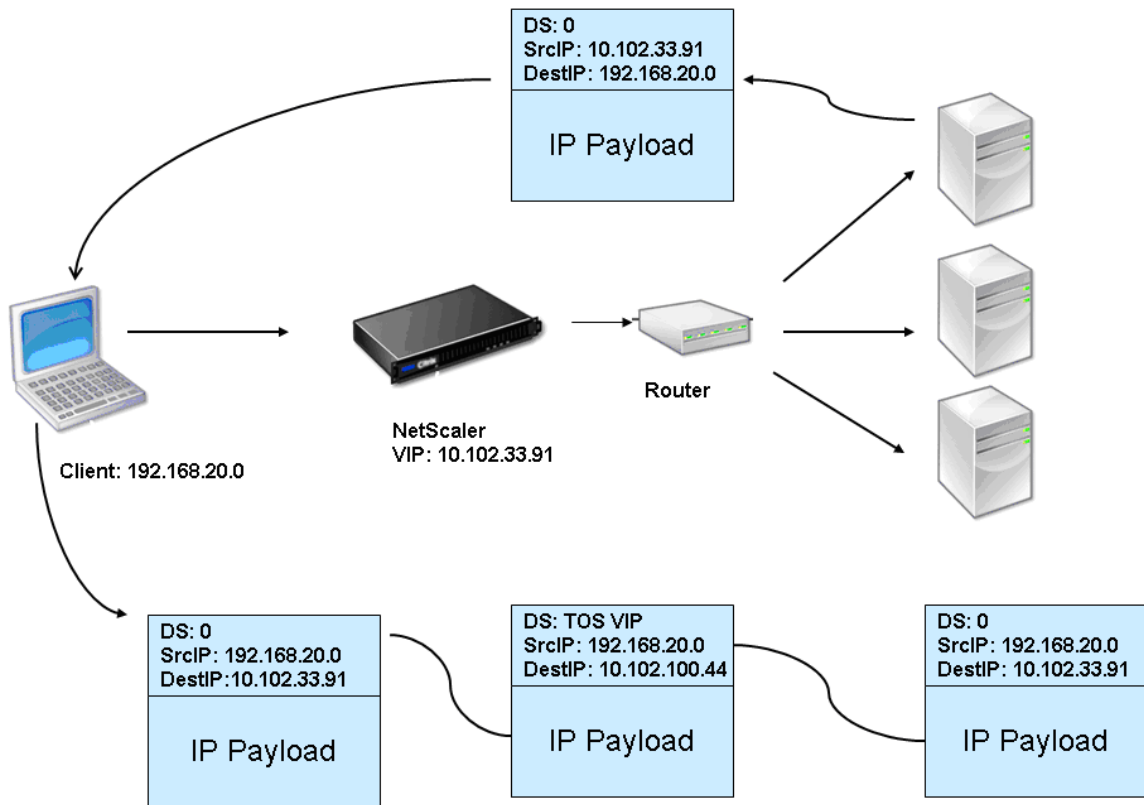 DS: 0
SrcIP: 10.102.33.91
DestIP: 192.168.20.0
IP Payload
Router
NetScaler
VIP: 10.102.33.91
Client: 192.168.20.0
DS: 0
SrcIP: 192.168.20.0
DestIP:10.102.33.91
IP Payload
DS: TOS VIP
SrcIP: 192.168.20.0
DestIP: 10.102.100.44
IP Payload
DS: 0
SrcIP: 192.168.20.0
DestIP: 10.102.33.91
IP Payload